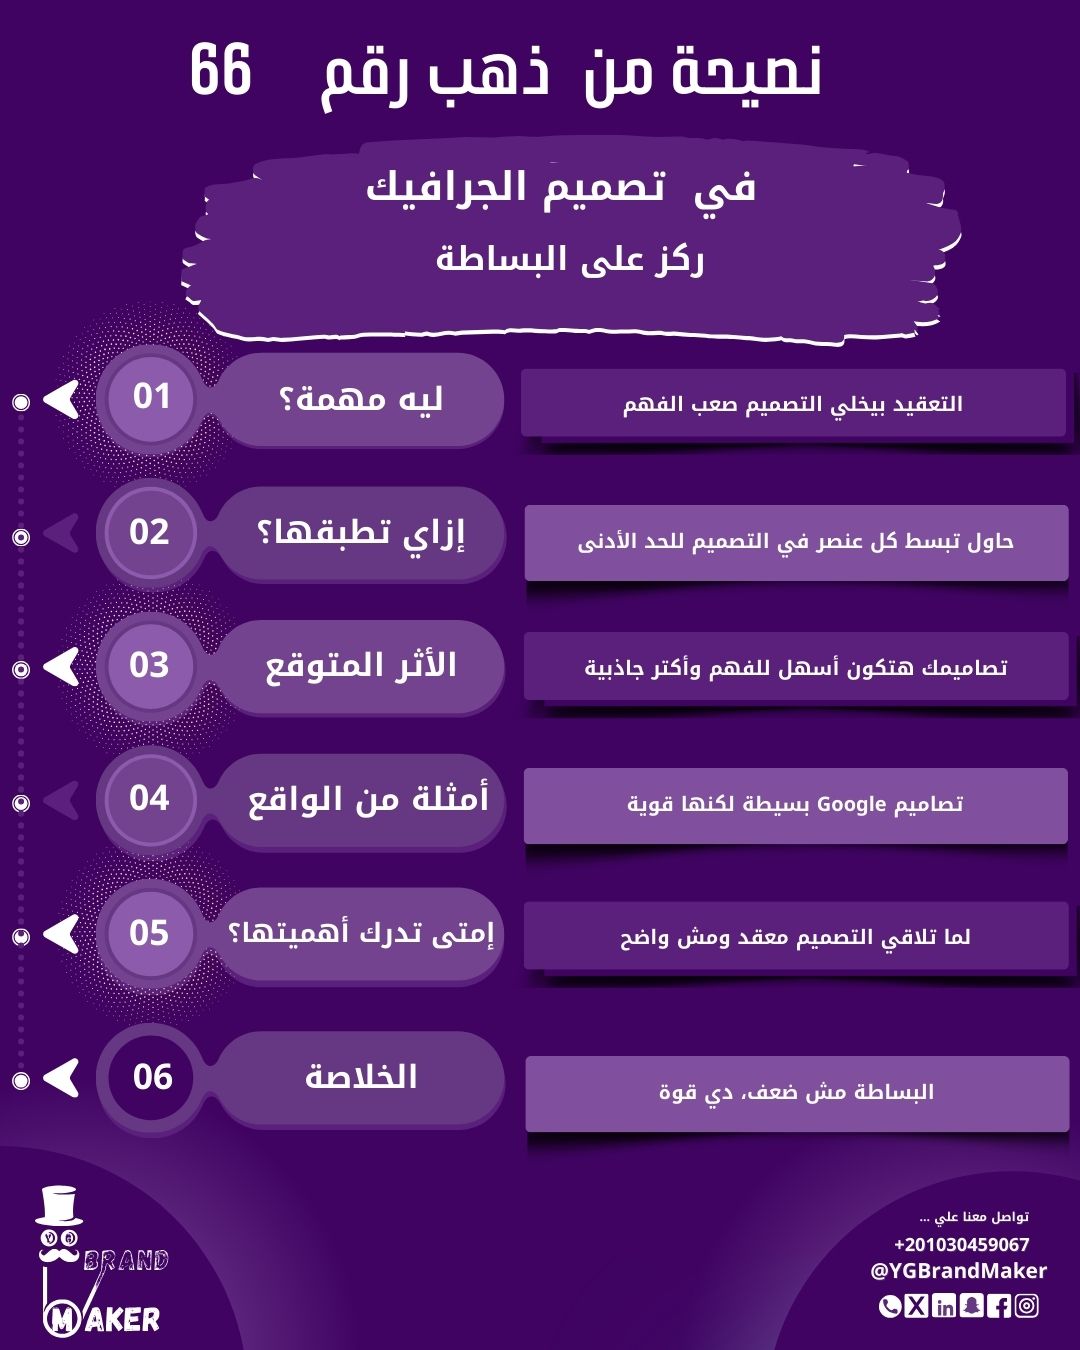 نصيحة من ذهب رقم 66
في تصميم الجرافيك
ركز على البساطة
01
ليه مهمة؟
التعقيد بيخلي التصميم صعب الفهم
02
إزاي تطبقها؟
حاول تبسط كل عنصر في التصميم للحد الأدنى
03
الأثر المتوقع
تصاميمك هتكون أسهل للفهم وأكتر جاذبية
04
أمثلة من الواقع
تصاميم Google بسيطة لكنها قوية
05
إمتى تدرك أهميتها؟
لما تلاقي التصميم معقد ومش واضح
06
الخلاصة
البساطة مش ضعف، دي قوة
تواصل معنا علي ...
+201030459067
@YGBrandMaker
YG
BRAND
MAKER